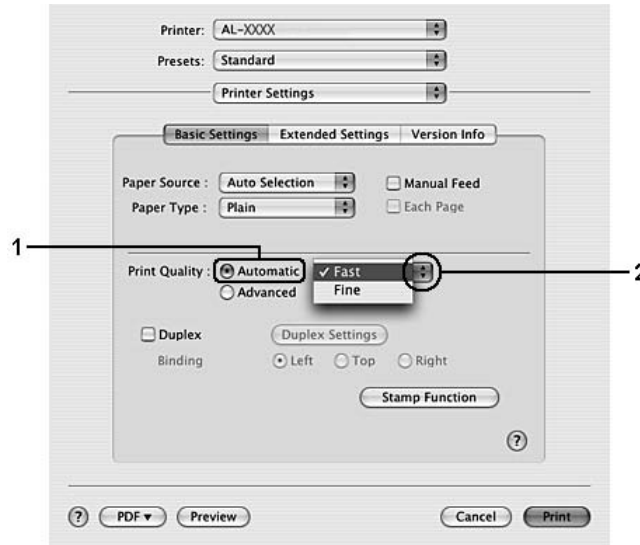 Printer: AL-XXXX
Presets: Standard
Printer Settings
Basic Settings Extended Settings Version Info
Paper Source : Auto Selection Manual Feed
Paper Type : Plain Each Page
1
Print Quality : Automatic ✓ Fast 2
Advanced Fine
Duplex Duplex Settings
Binding Left Top Right
Stamp Function
?
? PDF ▼ Preview Cancel Print